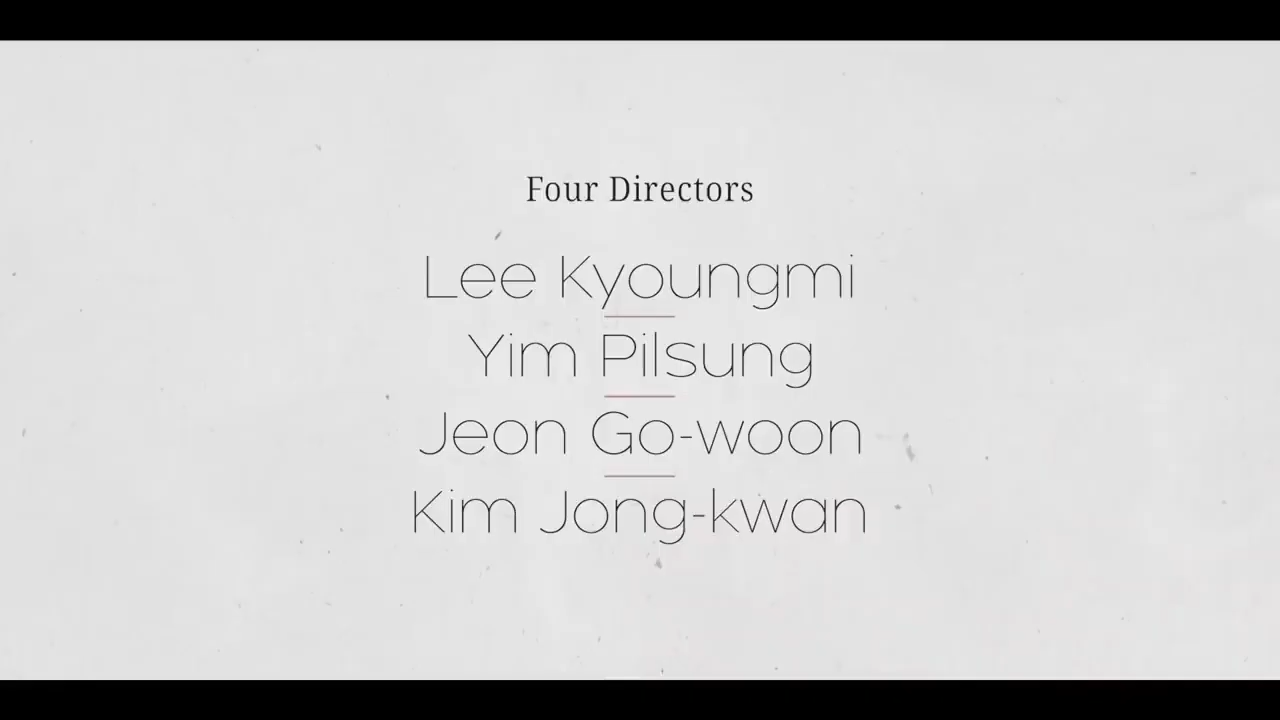 Four Directors
Lee Kyoungmi
Yim Pilsung
Jeon Go-woon
Kim Jong-kwan